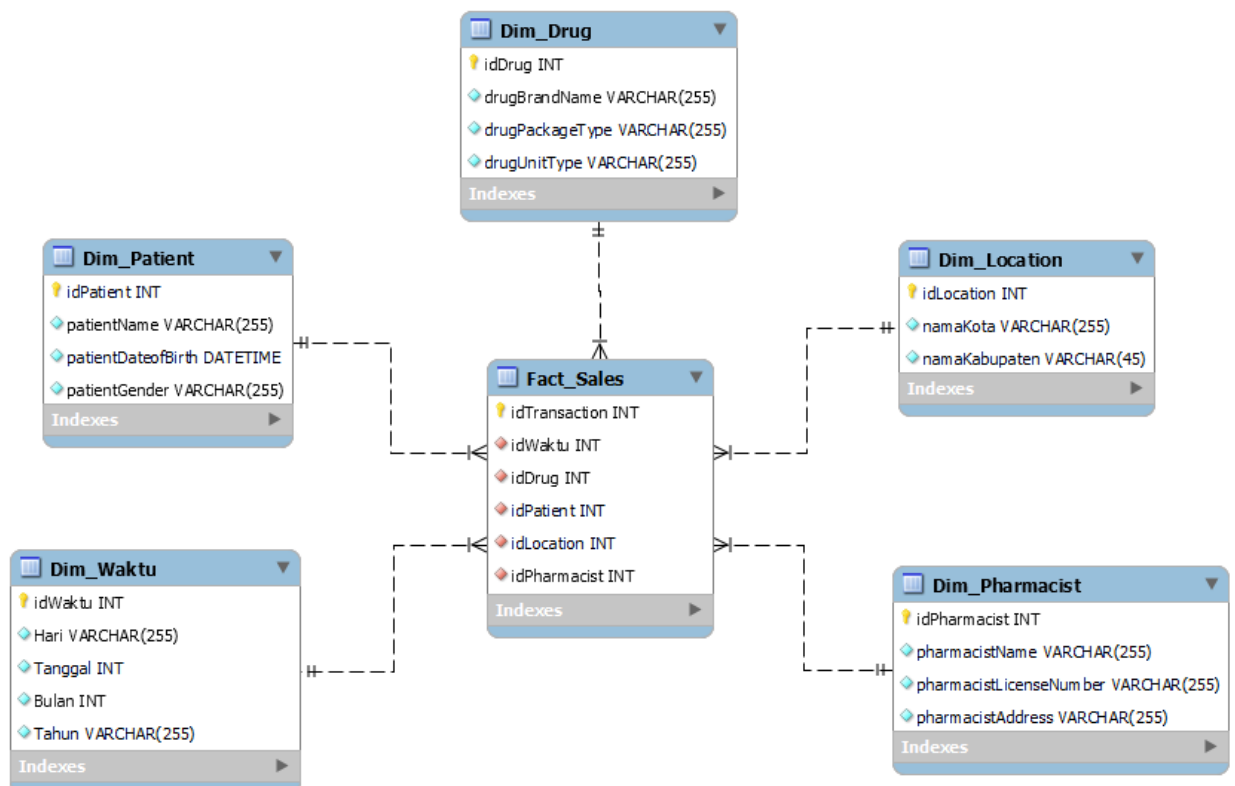 Dim_Drug
idDrug INT
drugBrandName VARCHAR(255)
drugPackageType VARCHAR(255)
drugUnitType VARCHAR(255)
Indexes
Dim_Patient
idPatient INT
patientName VARCHAR(255)
patientDateofBirth DATETIME
patientGender VARCHAR(255)
Indexes
Dim_Location
idLocation INT
namaKota VARCHAR(255)
namaKabupaten VARCHAR(45)
Indexes
Fact_Sales
idTransaction INT
idWaktu INT
idDrug INT
idPatient INT
idLocation INT
idPharmacist INT
Indexes
Dim_Waktu
idWaktu INT
Hari VARCHAR(255)
Tanggal INT
Bulan INT
Tahun VARCHAR(255)
Indexes
Dim_Pharmacist
idPharmacist INT
pharmacistName VARCHAR(255)
pharmacistLicenseNumber VARCHAR(255)
pharmacistAddress VARCHAR(255)
Indexes